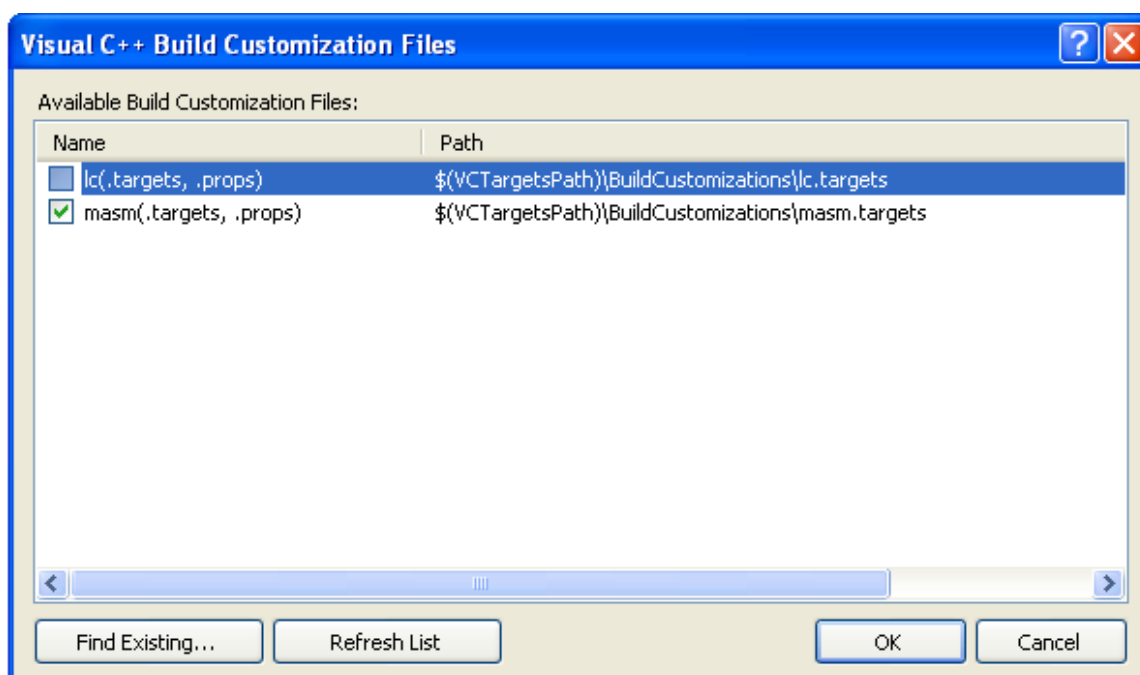 Visual C++ Build Customization Files
Available Build Customization Files:
Name Path
lc(.targets, .props) $(VCTargetsPath)\BuildCustomizations\lc.targets
masm(.targets, .props) $(VCTargetsPath)\BuildCustomizations\masm.targets
Find Existing... Refresh List OK Cancel